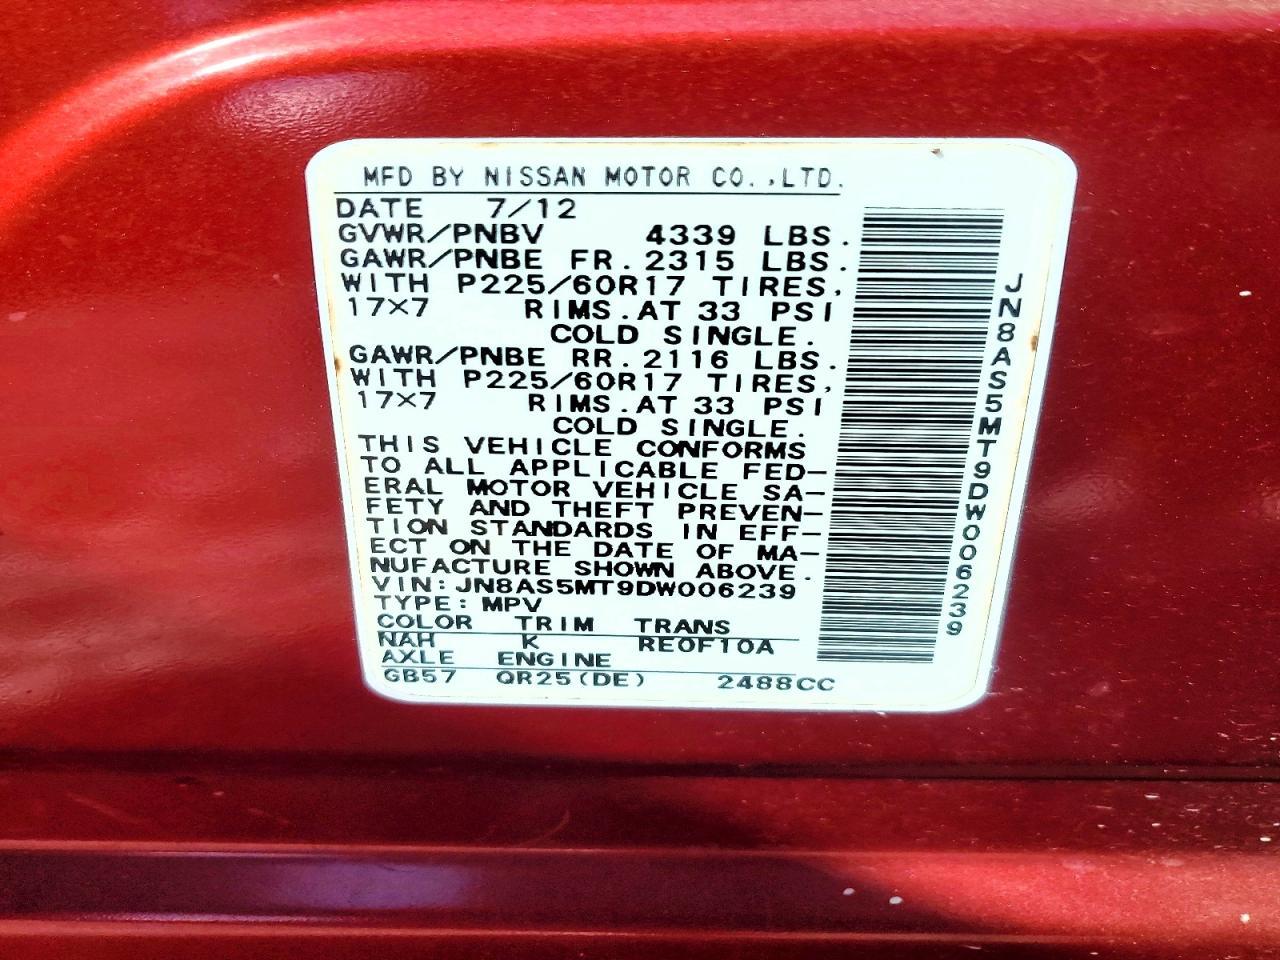 MFD BY NISSAN MOTOR CO.,LTD.
DATE 7/12
GVWR/PNBV 4339 LBS.
GAWR/PNBE FR. 2315 LBS.
WITH P225/60R17 TIRES,
17×7 RIMS.AT 33 PSI
COLD SINGLE.
GAWR/PNBE RR. 2116 LBS.
WITH P225/60R17 TIRES,
17×7 RIMS.AT 33 PSI
COLD SINGLE.
THIS VEHICLE CONFORMS
TO ALL APPLICABLE FED-
ERAL MOTOR VEHICLE SA-
FETY AND THEFT PREVEN-
TION STANDARDS IN EFF-
ECT ON THE DATE OF MA-
NUFACTURE SHOWN ABOVE.
VIN:JN8AS5MT9DW006239
TYPE: MPV
COLOR TRIM TRANS
NAH K RE0F10A
AXLE ENGINE
GB57 QR25(DE) 2488CC
JN8AS5MT9DW006239